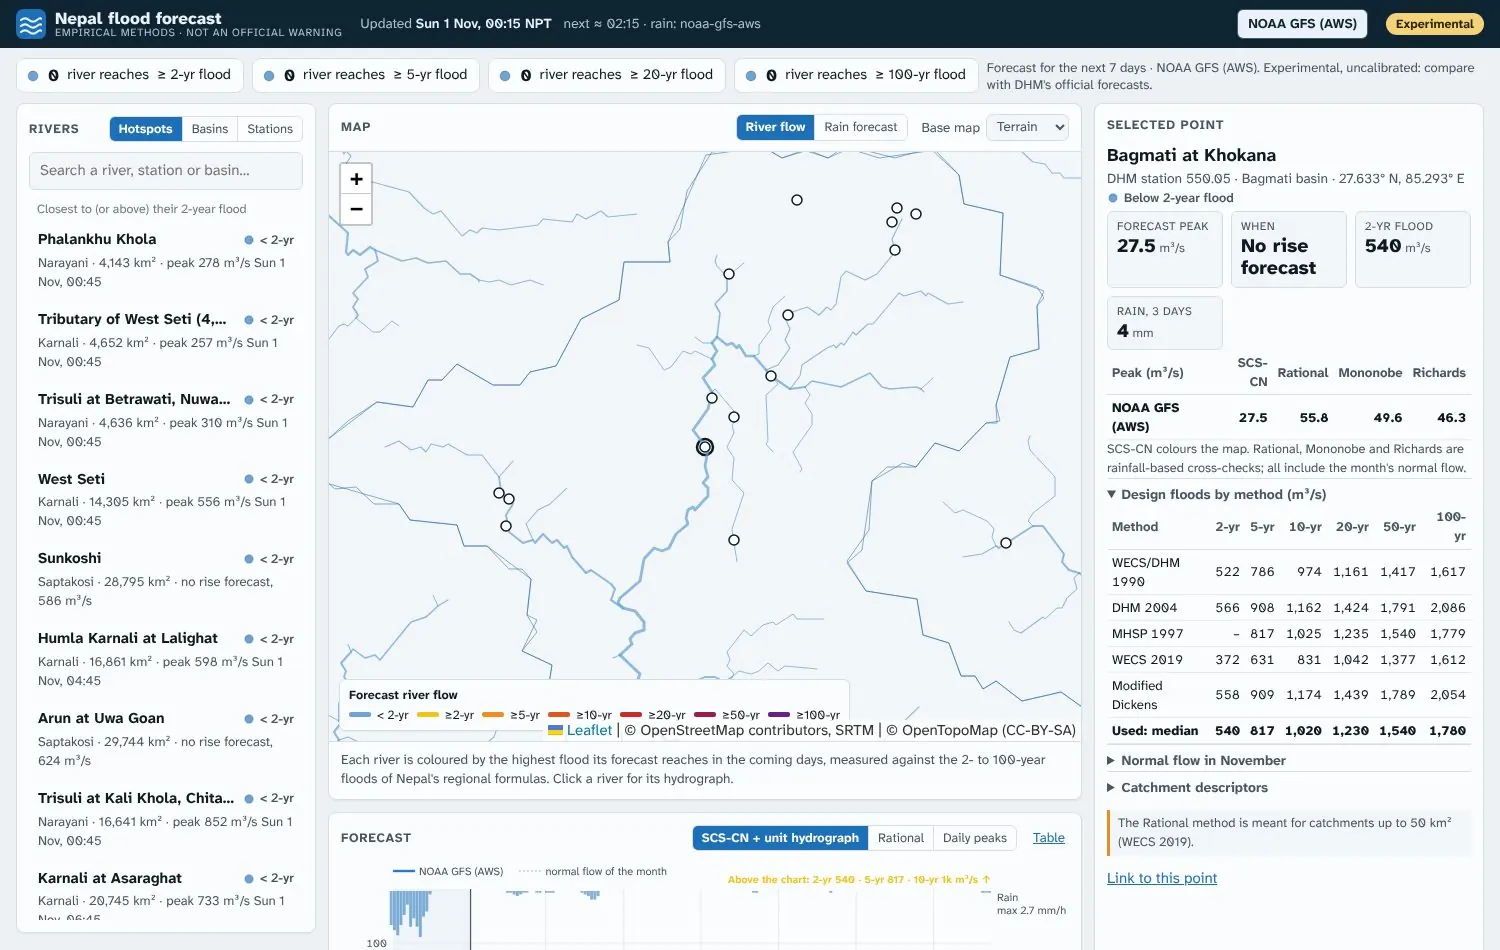 Nepal flood forecast
EMPIRICAL METHODS · NOT AN OFFICIAL WARNING
Updated Sun 1 Nov, 00:15 NPT next ≈ 02:15 · rain: noaa-gfs-aws
NOAA GFS (AWS)
Experimental
0 river reaches ≥ 2-yr flood
0 river reaches ≥ 5-yr flood
0 river reaches ≥ 20-yr flood
0 river reaches ≥ 100-yr flood
Forecast for the next 7 days · NOAA GFS (AWS). Experimental, uncalibrated: compare
with DHM's official forecasts.
RIVERS
Hotspots Basins Stations
Search a river, station or basin...
Closest to (or above) their 2-year flood
Phalankhu Khola < 2-yr
Narayani · 4,143 km² · peak 278 m³/s Sun 1
Nov, 00:45
Tributary of West Seti (4,... < 2-yr
Karnali · 4,652 km² · peak 257 m³/s Sun 1
Nov, 00:45
Trisuli at Betrawati, Nuwa... < 2-yr
Narayani · 4,636 km² · peak 310 m³/s Sun 1
Nov, 00:45
West Seti < 2-yr
Karnali · 14,305 km² · peak 556 m³/s Sun 1
Nov, 00:45
Sunkoshi < 2-yr
Saptakosi · 28,795 km² · no rise forecast,
586 m³/s
Humla Karnali at Lalighat < 2-yr
Karnali · 16,861 km² · peak 598 m³/s Sun 1
Nov, 04:45
Arun at Uwa Goan < 2-yr
Saptakosi · 29,744 km² · no rise forecast,
624 m³/s
Trisuli at Kali Khola, Chita... < 2-yr
Narayani · 16,641 km² · peak 852 m³/s Sun 1
Nov, 00:45
Karnali at Asaraghat < 2-yr
Karnali · 20,745 km² · peak 733 m³/s Sun 1
Nov, 06:45
MAP
River flow Rain forecast
Base map Terrain
+
−
Forecast river flow
< 2-yr ≥2-yr ≥5-yr ≥10-yr ≥20-yr ≥50-yr ≥100-yr
Leaflet | © OpenStreetMap contributors, SRTM | © OpenTopoMap (CC-BY-SA)
Each river is coloured by the highest flood its forecast reaches in the coming days, measured against the 2- to 100-year
floods of Nepal's regional formulas. Click a river for its hydrograph.
FORECAST
SCS-CN + unit hydrograph Rational Daily peaks Table
NOAA GFS (AWS) normal flow of the month
Above the chart: 2-yr 540 · 5-yr 817 · 10-yr 1k m³/s ↑
Rain
max 2.7 mm/h
100
SELECTED POINT
Bagmati at Khokana
DHM station 550.05 · Bagmati basin · 27.633° N, 85.293° E
Below 2-year flood
FORECAST PEAK
27.5 m³/s
WHEN
No rise
forecast
2-YR FLOOD
540 m³/s
RAIN, 3 DAYS
4 mm
Peak (m³/s) SCS-CN Rational Mononobe Richards
NOAA GFS (AWS) 27.5 55.8 49.6 46.3
SCS-CN colours the map. Rational, Mononobe and Richards are
rainfall-based cross-checks; all include the month's normal flow.
▼ Design floods by method (m³/s)
Method 2-yr 5-yr 10-yr 20-yr 50-yr 100-yr
WECS/DHM 1990 522 786 974 1,161 1,417 1,617
DHM 2004 566 908 1,162 1,424 1,791 2,086
MHSP 1997 – 817 1,025 1,235 1,540 1,779
WECS 2019 372 631 831 1,042 1,377 1,612
Modified Dickens 558 909 1,174 1,439 1,789 2,054
Used: median 540 817 1,020 1,230 1,540 1,780
▶ Normal flow in November
▶ Catchment descriptors
The Rational method is meant for catchments up to 50 km²
(WECS 2019).
Link to this point